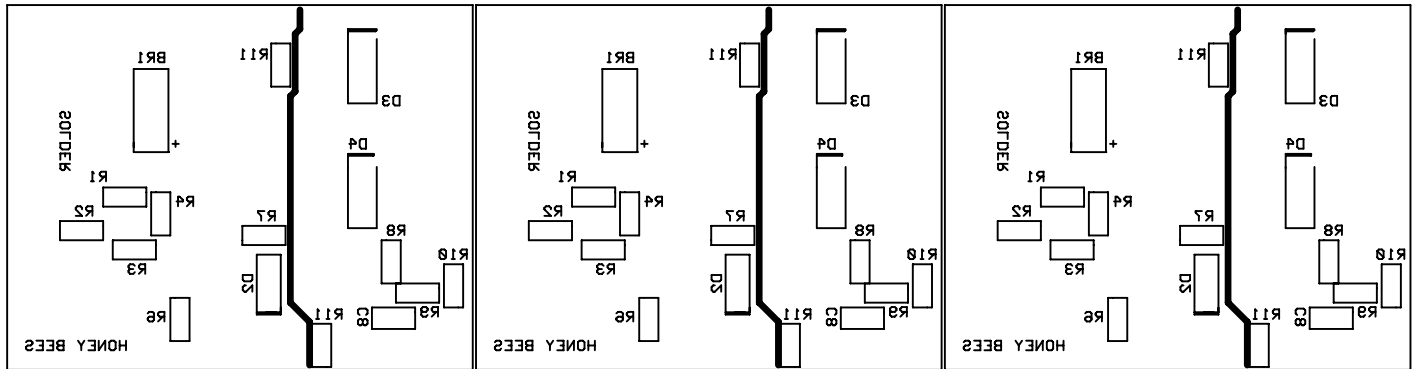 R11
BR1
D3
SOLDER
+
D4
R1
R4
R2
R7
R8
R3
R10
D2
R6
R11
C8
R9
HONEY BEES
R11
BR1
D3
SOLDER
+
D4
R1
R4
R2
R7
R8
R3
R10
D2
R6
R11
C8
R9
HONEY BEES
R11
BR1
D3
SOLDER
+
D4
R1
R4
R2
R7
R8
R3
R10
D2
R6
R11
C8
R9
HONEY BEES